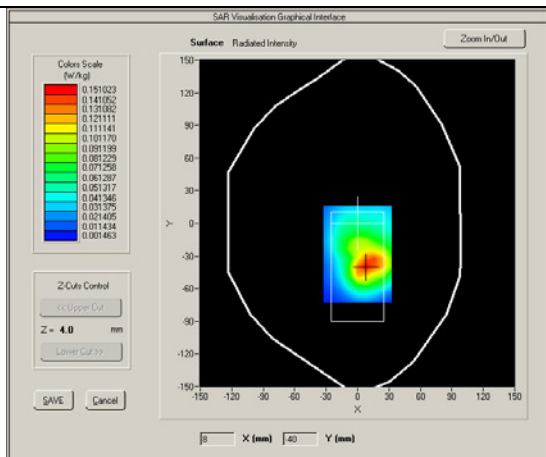 SAR Visualisation Graphical Interface
Surface Radiated Intensity
Zoom In/Out
Colors Scale
(W/kg)
0.151023
0.141052
0.131082
0.121111
0.111141
0.101170
0.091199
0.081229
0.071258
0.061287
0.051317
0.041346
0.031375
0.021405
0.011434
0.001463
150
120
90
60
30
0
-30
-60
-90
-120
-150
Y
-150 -120 -90 -60 -30 0 30 60 90 120 150
X
Z-Cuts Control
<< Upper Cut
Z = 4.0 mm
Lower Cut >>
SAVE Cancel
8 X (mm) -40 Y (mm)